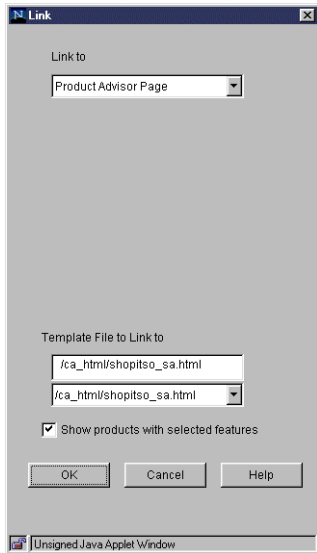 Link
Link to
Product Advisor Page
Template File to Link to
/ca_html/shopitso_sa.html
/ca_html/shopitso_sa.html
Show products with selected features
OK Cancel Help
Unsigned Java Applet Window